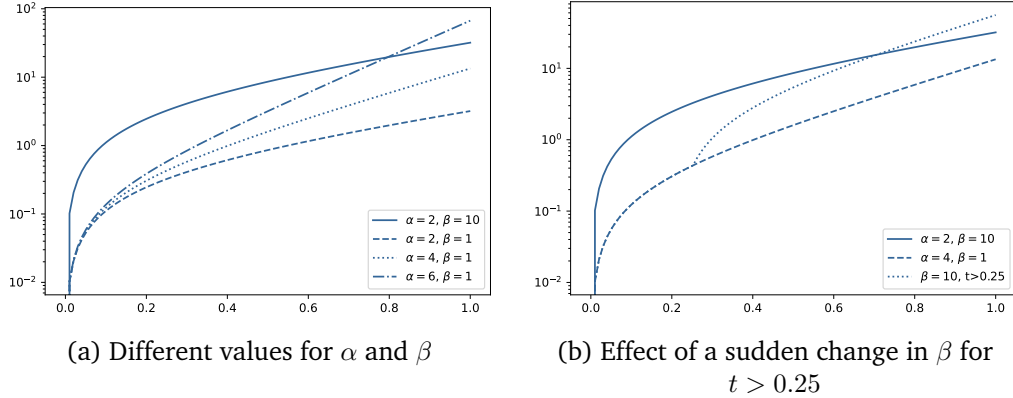 10²
10¹
10⁰
10⁻¹
10⁻²
0.0 0.2 0.4 0.6 0.8 1.0
α = 2, β = 10
α = 2, β = 1
α = 4, β = 1
α = 6, β = 1
(a) Different values for α and β
10¹
10⁰
10⁻¹
10⁻²
0.0 0.2 0.4 0.6 0.8 1.0
α = 2, β = 10
α = 4, β = 1
β = 10, t>0.25
(b) Effect of a sudden change in β for
t > 0.25